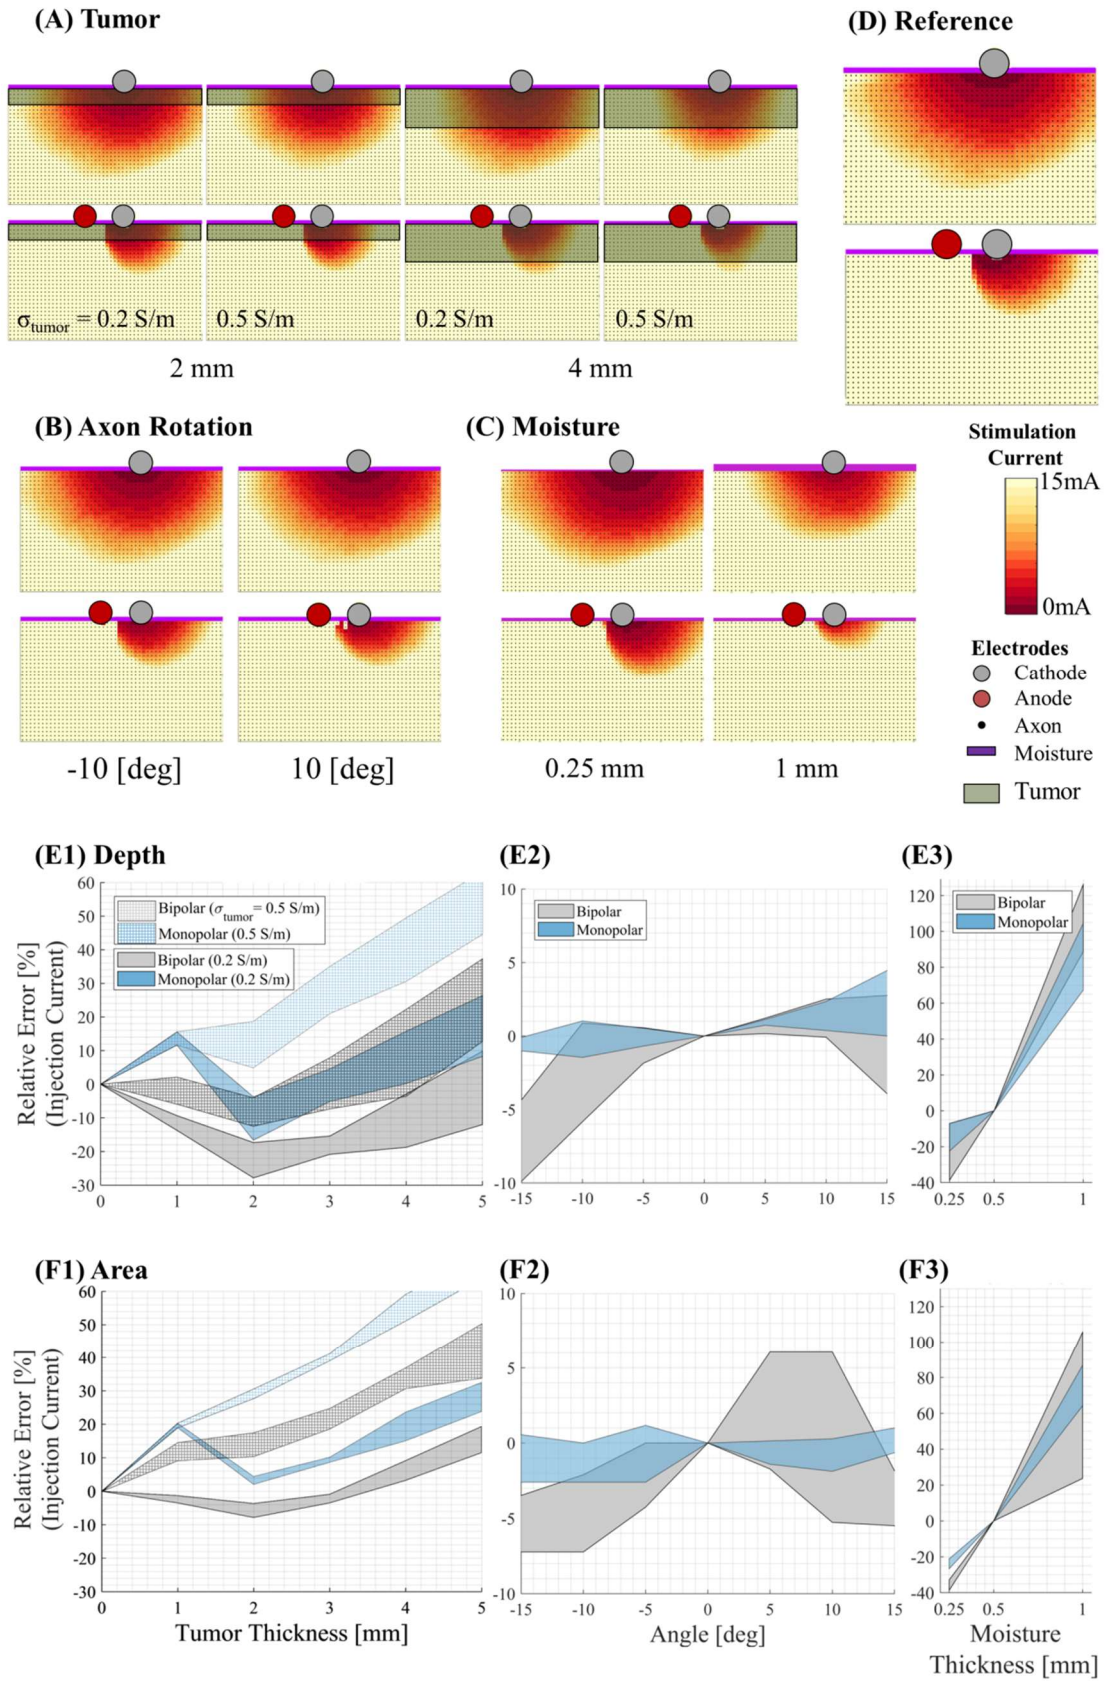 (A) Tumor
(D) Reference
σtumor = 0.2 S/m
0.5 S/m
0.2 S/m
0.5 S/m
2 mm
4 mm
(B) Axon Rotation
(C) Moisture
-10 [deg]
10 [deg]
0.25 mm
1 mm
Stimulation
Current
15mA
0mA
Electrodes
Cathode
Anode
Axon
Moisture
Tumor
(E1) Depth
Relative Error [%]
(Injection Current)
60
50
40
30
20
10
0
-10
-20
-30
Bipolar (σtumor= 0.5 S/m)
Monopolar (0.5 S/m)
Bipolar (0.2 S/m)
Monopolar (0.2 S/m)
0 1 2 3 4 5
(E2)
10
5
0
-5
-10
Bipolar
Monopolar
-15 -10 -5 0 5 10 15
(E3)
120
100
80
60
40
20
0
-20
-40
Bipolar
Monopolar
0.25 0.5 1
(F1) Area
Relative Error [%]
(Injection Current)
60
50
40
30
20
10
0
-10
-20
-30
0 1 2 3 4 5
Tumor Thickness [mm]
(F2)
10
5
0
-5
-10
-15 -10 -5 0 5 10 15
Angle [deg]
(F3)
120
100
80
60
40
20
0
-20
-40
0.25 0.5 1
Moisture
Thickness [mm]